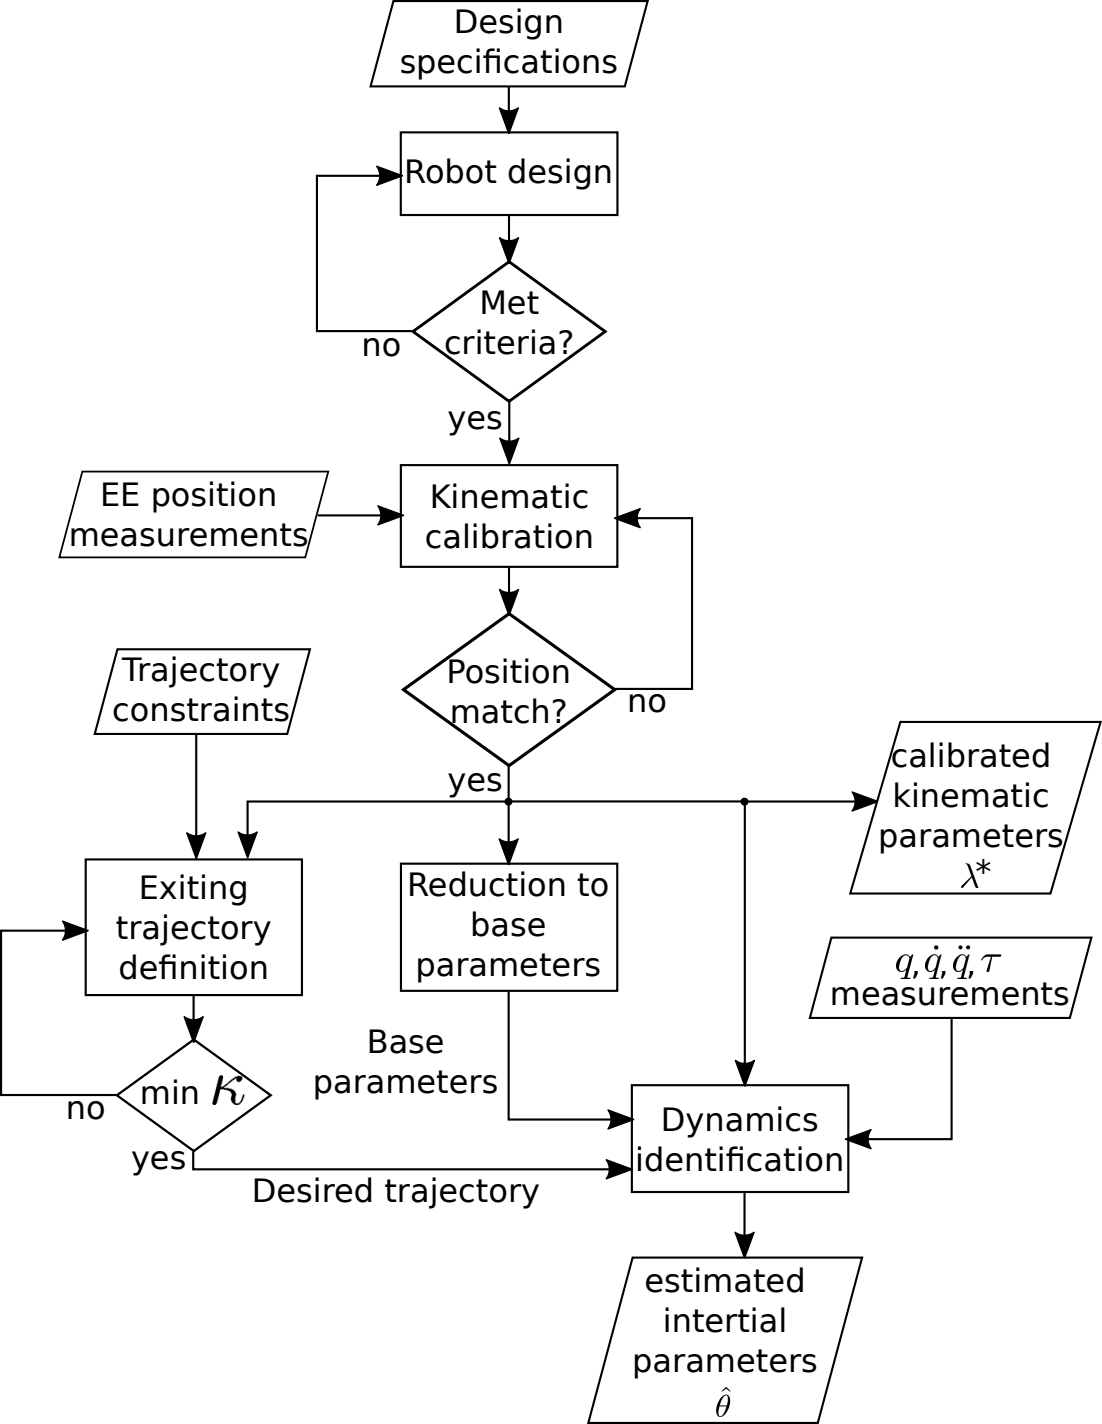 Design
specifications
Robot design
Met
criteria?
no
yes
EE position
measurements
Kinematic
calibration
Position
match?
no
yes
Trajectory
constraints
calibrated
kinematic
parameters
λ*
Exiting
trajectory
definition
Reduction to
base
parameters
q, q̇, q̈, τ
measurements
Base
parameters
min κ
no
yes
Desired trajectory
Dynamics
identification
estimated
intertial
parameters
θ̂